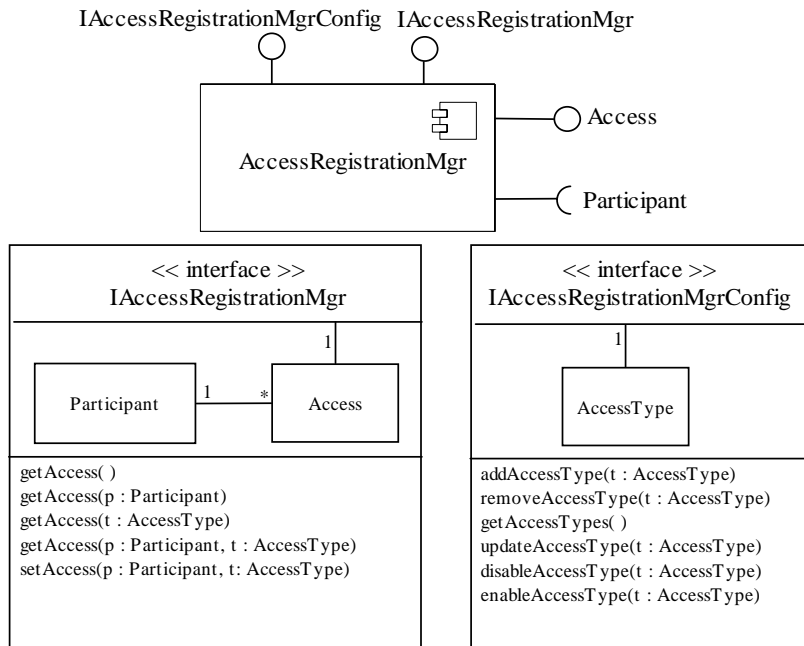 IAccessRegistrationMgrConfig
IAccessRegistrationMgr
Access
AccessRegistrationMgr
Participant
<< interface >>
IAccessRegistrationMgr
1
Participant
1
*
Access
getAccess( )
getAccess(p : Participant)
getAccess(t : AccessType)
getAccess(p : Participant, t : AccessType)
setAccess(p : Participant, t: AccessType)
<< interface >>
IAccessRegistrationMgrConfig
1
AccessType
addAccessType(t : AccessType)
removeAccessType(t : AccessType)
getAccessTypes( )
updateAccessType(t : AccessType)
disableAccessType(t : AccessType)
enableAccessType(t : AccessType)